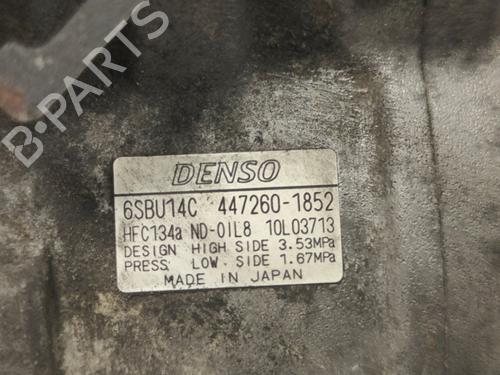 B-PARTS
DENSO
6SBU14C 447260-1852
HFC134a ND-OIL8 10L03713
DESIGN HIGH SIDE 3.53MPa
PRESS. LOW. SIDE 1.67MPa
MADE IN JAPAN